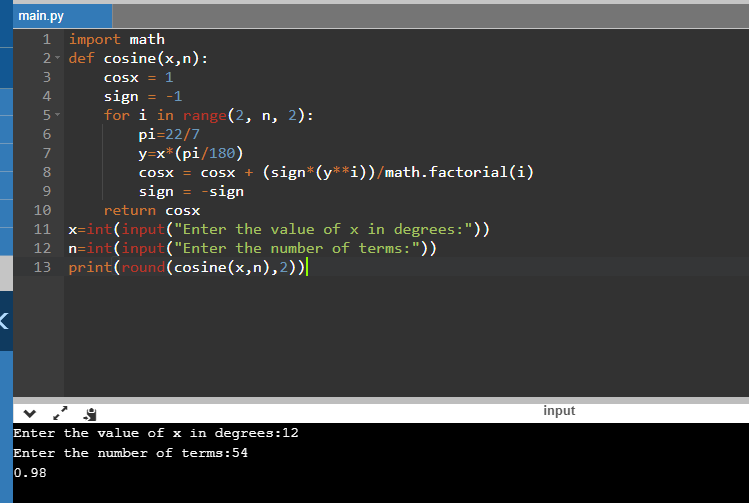 main.py
1 import math
2 def cosine(x,n):
3     cosx = 1
4     sign = -1
5     for i in range(2, n, 2):
6         pi=22/7
7         y=x*(pi/180)
8         cosx = cosx + (sign*(y**i))/math.factorial(i)
9         sign = -sign
10     return cosx
11 x=int(input("Enter the value of x in degrees:"))
12 n=int(input("Enter the number of terms:"))
13 print(round(cosine(x,n),2))
input
Enter the value of x in degrees:12
Enter the number of terms:54
0.98